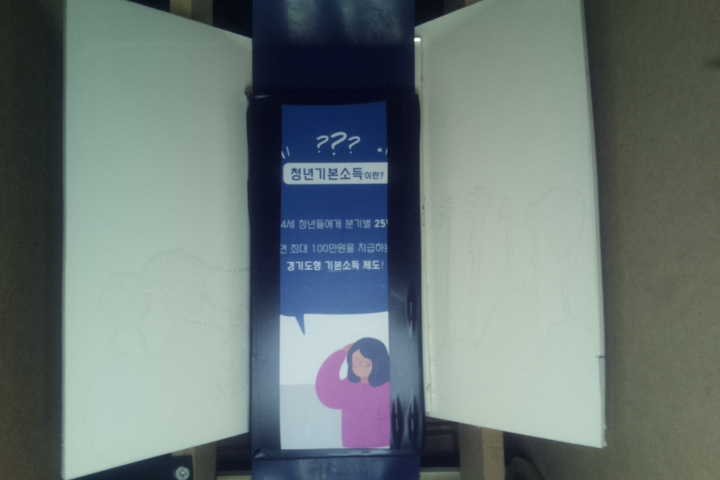 ???
청년기본소득이란?
4세 청년들에게 분기별 25
최대 100만원을 지급하는
경기도형 기본소득 제도!